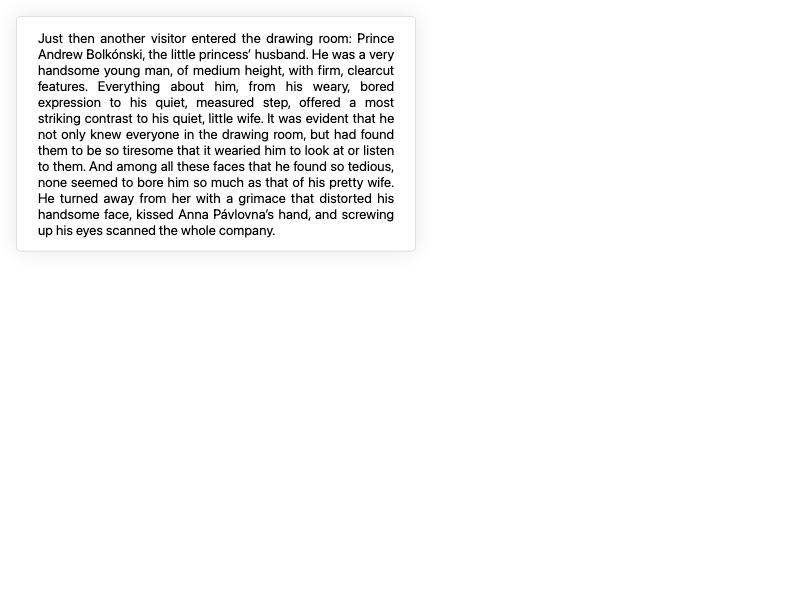 Just then another visitor entered the drawing room: Prince
Andrew Bolkónski, the little princess’ husband. He was a very
handsome young man, of medium height, with firm, clearcut
features. Everything about him, from his weary, bored
expression to his quiet, measured step, offered a most
striking contrast to his quiet, little wife. It was evident that he
not only knew everyone in the drawing room, but had found
them to be so tiresome that it wearied him to look at or listen
to them. And among all these faces that he found so tedious,
none seemed to bore him so much as that of his pretty wife.
He turned away from her with a grimace that distorted his
handsome face, kissed Anna Pávlovna’s hand, and screwing
up his eyes scanned the whole company.